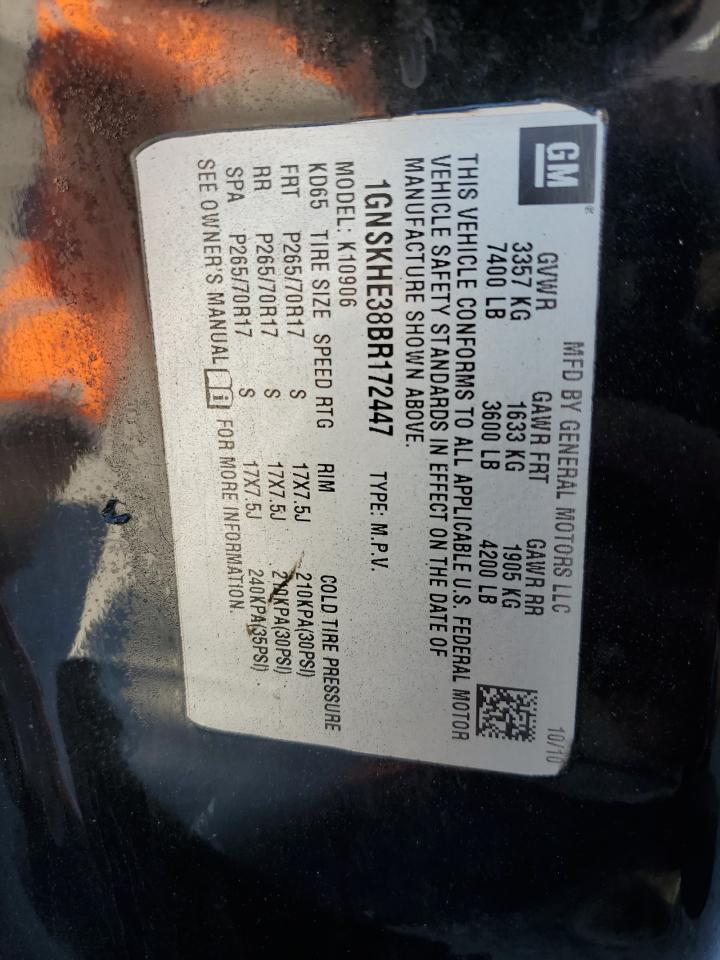 GM
MFD BY GENERAL MOTORS LLC 10/10
GVWR GAWR FRT GAWR RR
3357 KG 1633 KG 1905 KG
7400 LB 3600 LB 4200 LB
THIS VEHICLE CONFORMS TO ALL APPLICABLE U.S. FEDERAL MOTOR
VEHICLE SAFETY STANDARDS IN EFFECT ON THE DATE OF
MANUFACTURE SHOWN ABOVE.
1GNSKHE38BR172447 TYPE: M.P.V.
MODEL: K10906
KD65 TIRE SIZE SPEED RTG RIM COLD TIRE PRESSURE
FRT P265/70R17 S 17X7.5J 210KPA(30PSI)
RR P265/70R17 S 17X7.5J 210KPA(30PSI)
SPA P265/70R17 S 17X7.5J 240KPA(35PSI)
SEE OWNER'S MANUAL i FOR MORE INFORMATION.